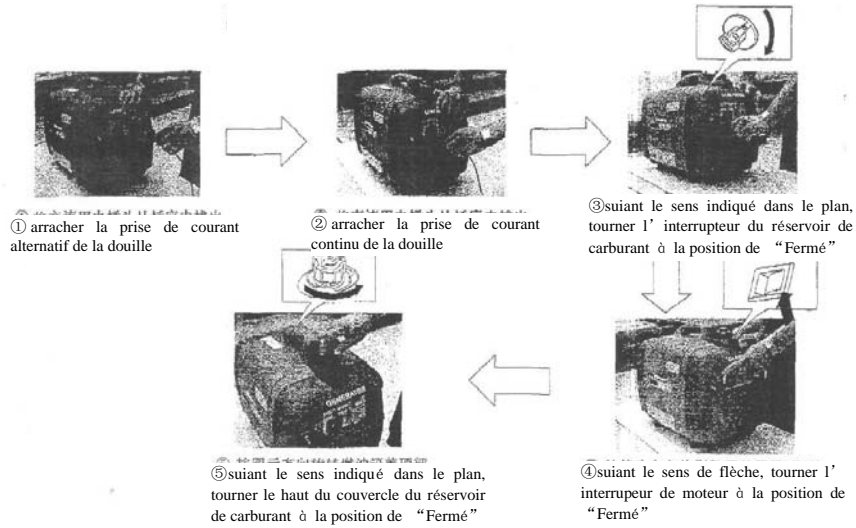 ① arracher la prise de courant
alternatif de la douille
② arracher la prise de courant
continu de la douille
③suiant le sens indiqué dans le plan,
tourner l’ interrupteur du réservoir de
carburant à la position de “Fermé”
④suiant le sens de flèche, tourner l’
interrupeur de moteur à la position de
“Fermé”
⑤suiant le sens indiqué dans le plan,
tourner le haut du couvercle du réservoir
de carburant à la position de “Fermé”
GENERATOR